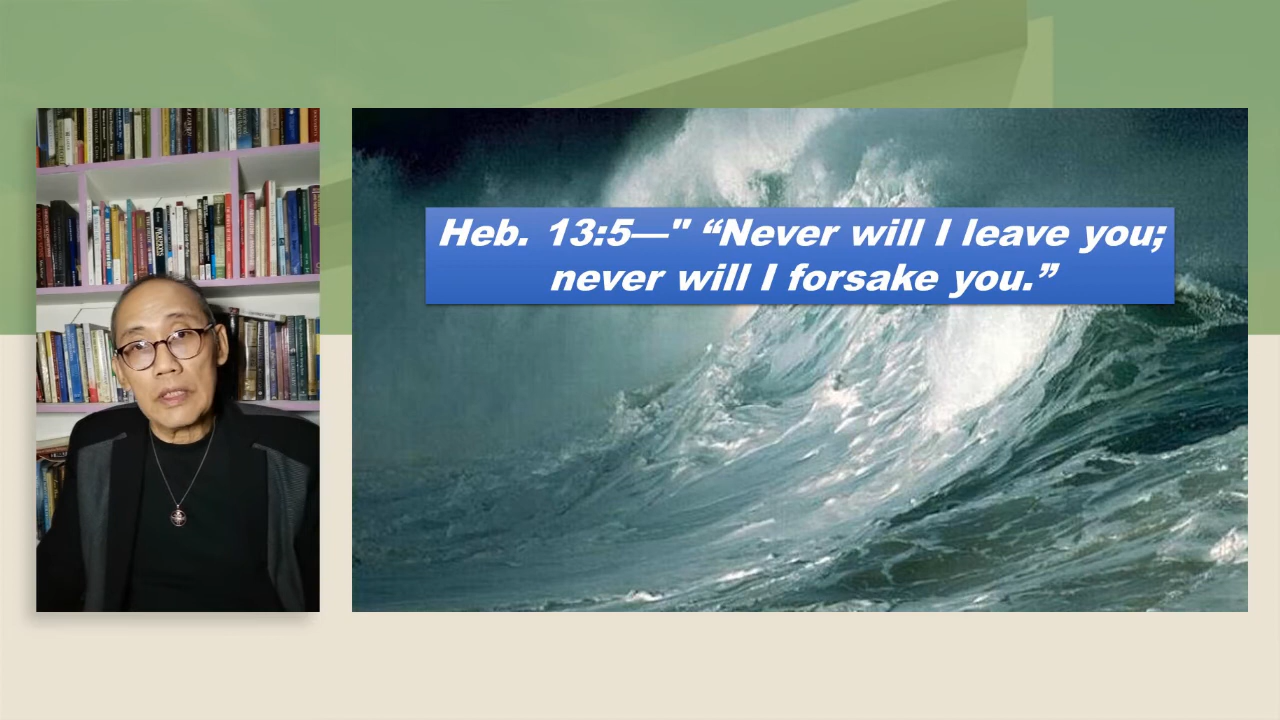 Heb. 13:5—" “Never will I leave you;
never will I forsake you.”